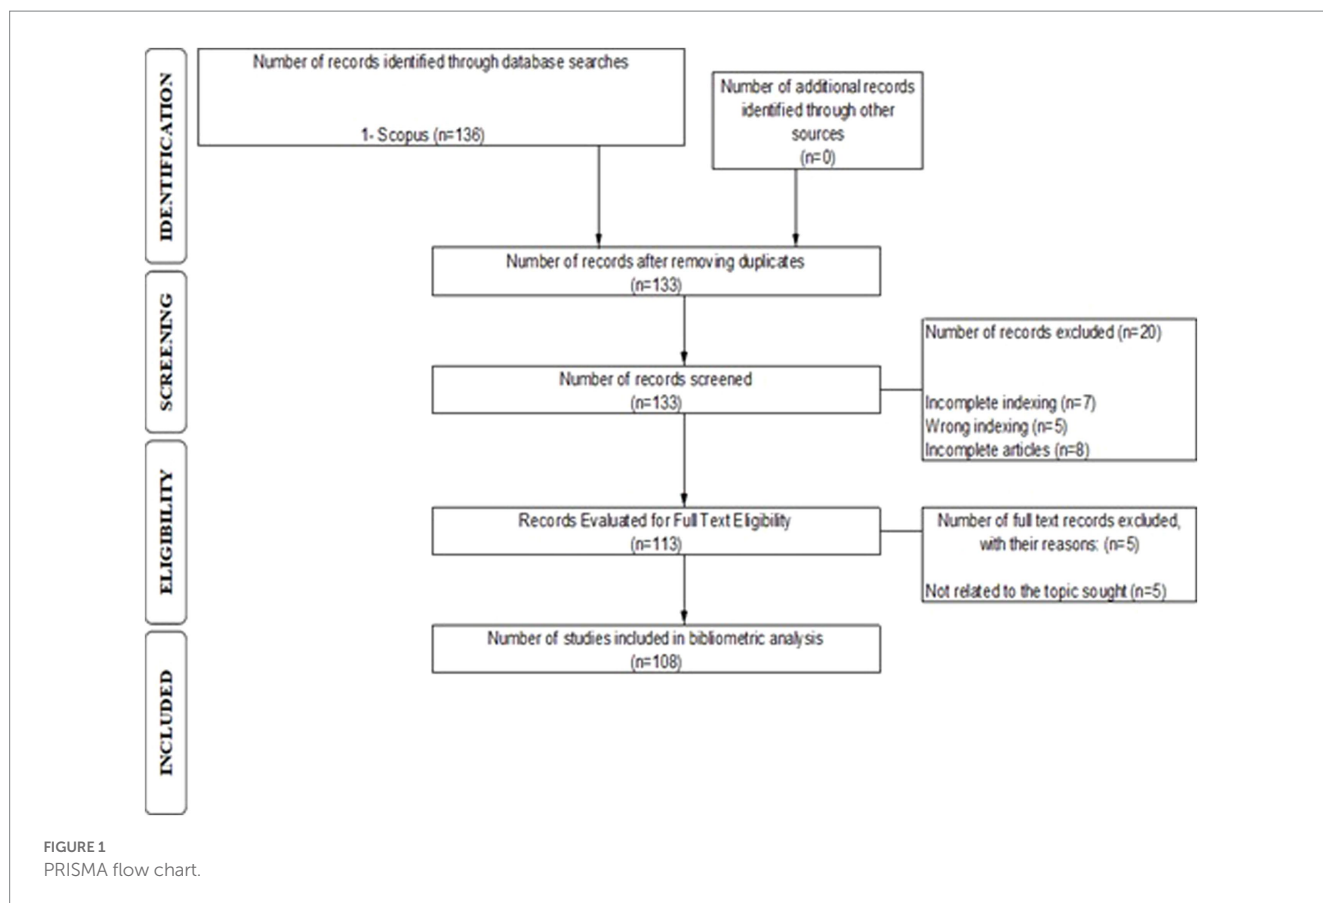 IDENTIFICATION
Number of records identified through database searches
1- Scopus (n=136)
Number of additional records
identified through other
sources
(n=0)
Number of records after removing duplicates
(n=133)
SCREENING
Number of records screened
(n=133)
Number of records excluded (n=20)
Incomplete indexing (n=7)
Wrong indexing (n=5)
Incomplete articles (n=8)
ELIGIBILITY
Records Evaluated for Full Text Eligibility
(n=113)
Number of full text records excluded,
with their reasons: (n=5)
Not related to the topic sought (n=5)
INCLUDED
Number of studies included in bibliometric analysis
(n=108)
FIGURE 1
PRISMA flow chart.